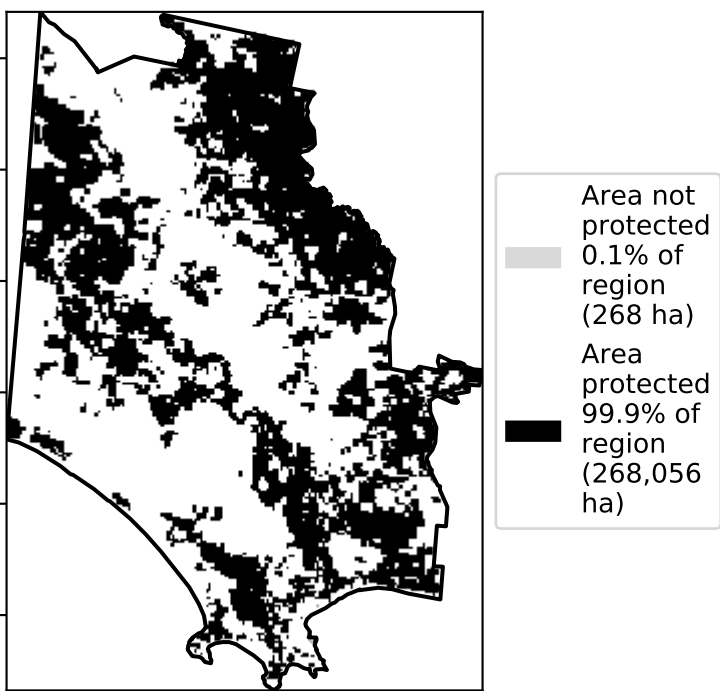 Area not
protected
0.1% of
region
(268 ha)
Area
protected
99.9% of
region
(268,056
ha)